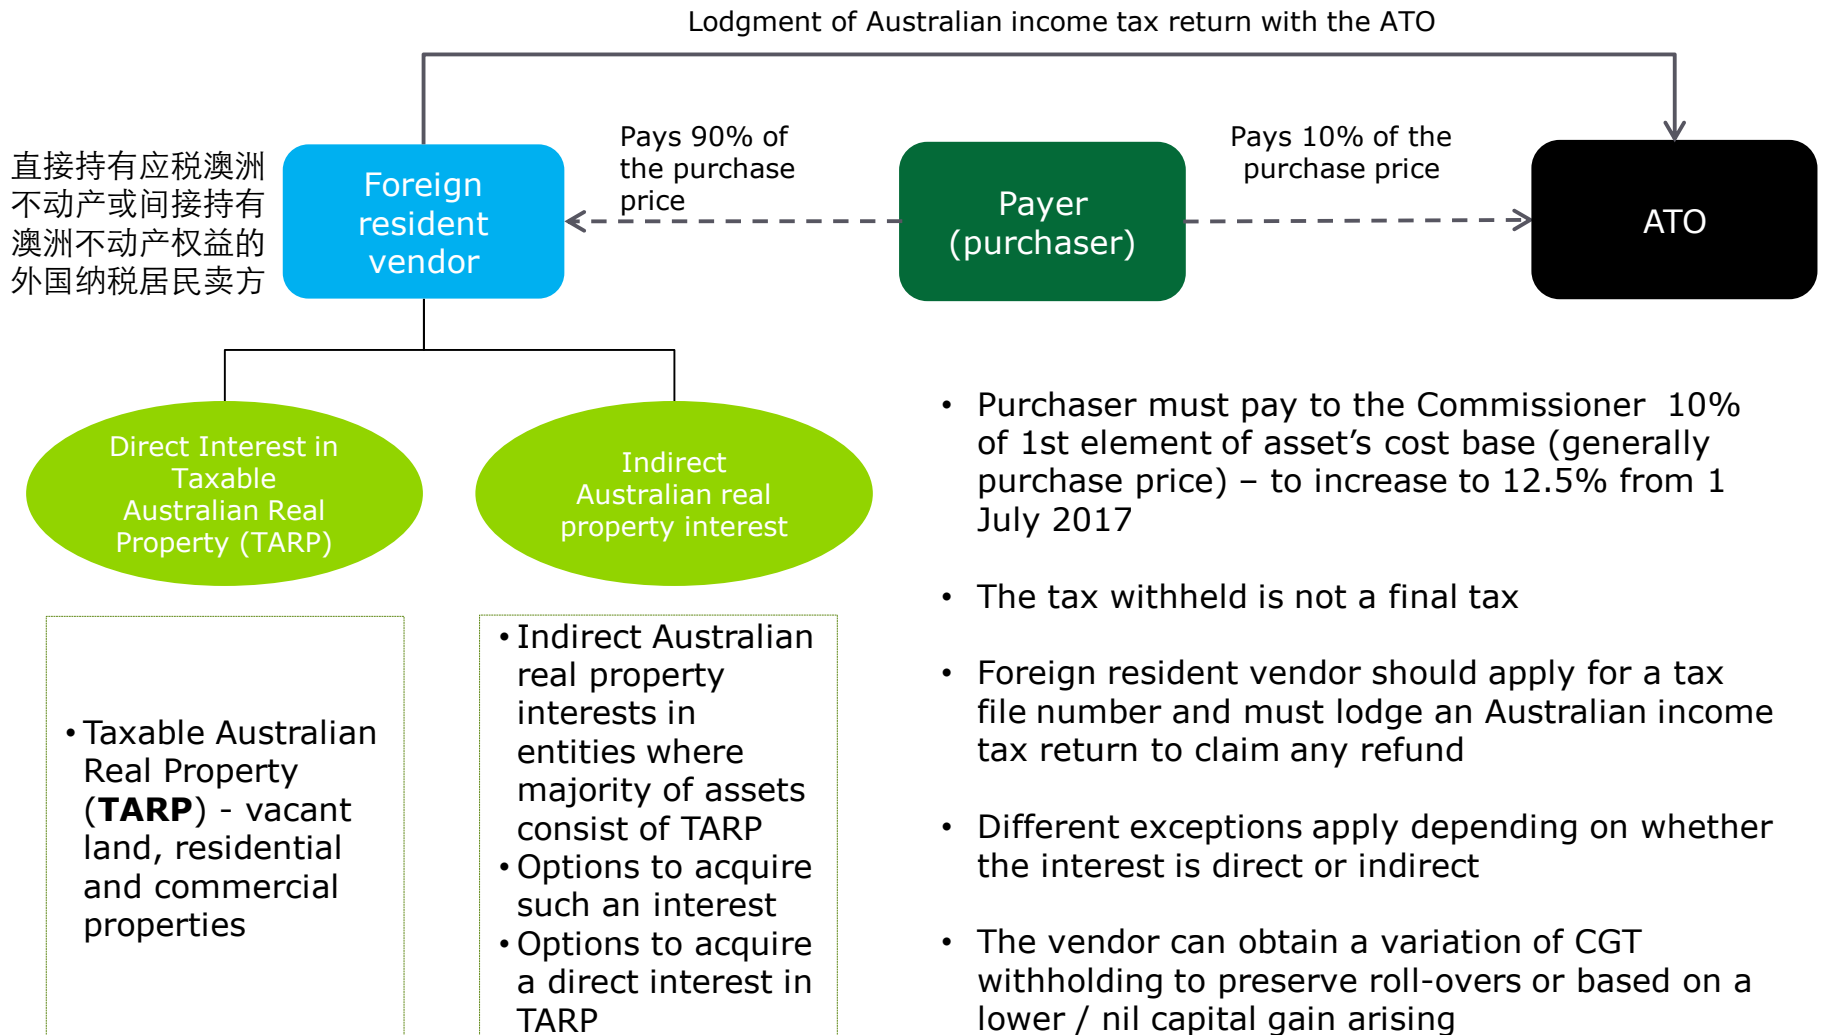 Lodgment of Australian income tax return with the ATO
直接持有应税澳洲
不动产或间接持有
澳洲不动产权益的
外国纳税居民卖方
Foreign
resident
vendor
Pays 90% of
the purchase
price
Payer
(purchaser)
Pays 10% of the
purchase price
ATO
Direct Interest in
Taxable
Australian Real
Property (TARP)
Indirect
Australian real
property interest
• Taxable Australian
Real Property
(TARP) - vacant
land, residential
and commercial
properties
• Indirect Australian
real property
interests in
entities where
majority of assets
consist of TARP
• Options to acquire
such an interest
• Options to acquire
a direct interest in
TARP
• Purchaser must pay to the Commissioner 10%
of 1st element of asset’s cost base (generally
purchase price) – to increase to 12.5% from 1
July 2017
• The tax withheld is not a final tax
• Foreign resident vendor should apply for a tax
file number and must lodge an Australian income
tax return to claim any refund
• Different exceptions apply depending on whether
the interest is direct or indirect
• The vendor can obtain a variation of CGT
withholding to preserve roll-overs or based on a
lower / nil capital gain arising